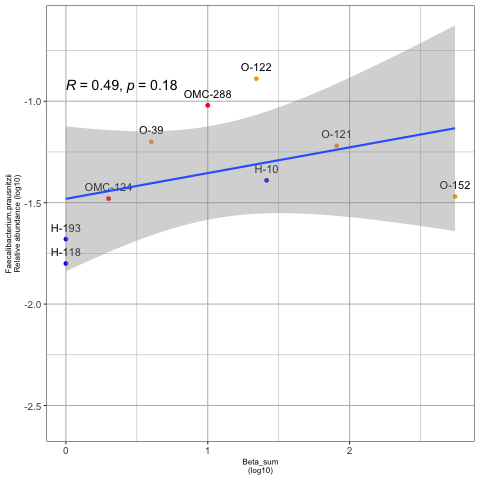 O-122
R = 0.49, p = 0.18
OMC-288
-1.0
O-39
O-121
H-10
OMC-124
O-152
-1.5
H-193
H-118
-2.0
-2.5
Faecalibacterium.prausnitzii
Relative abundance (log10)
0
1
2
Beta_sum
(log10)